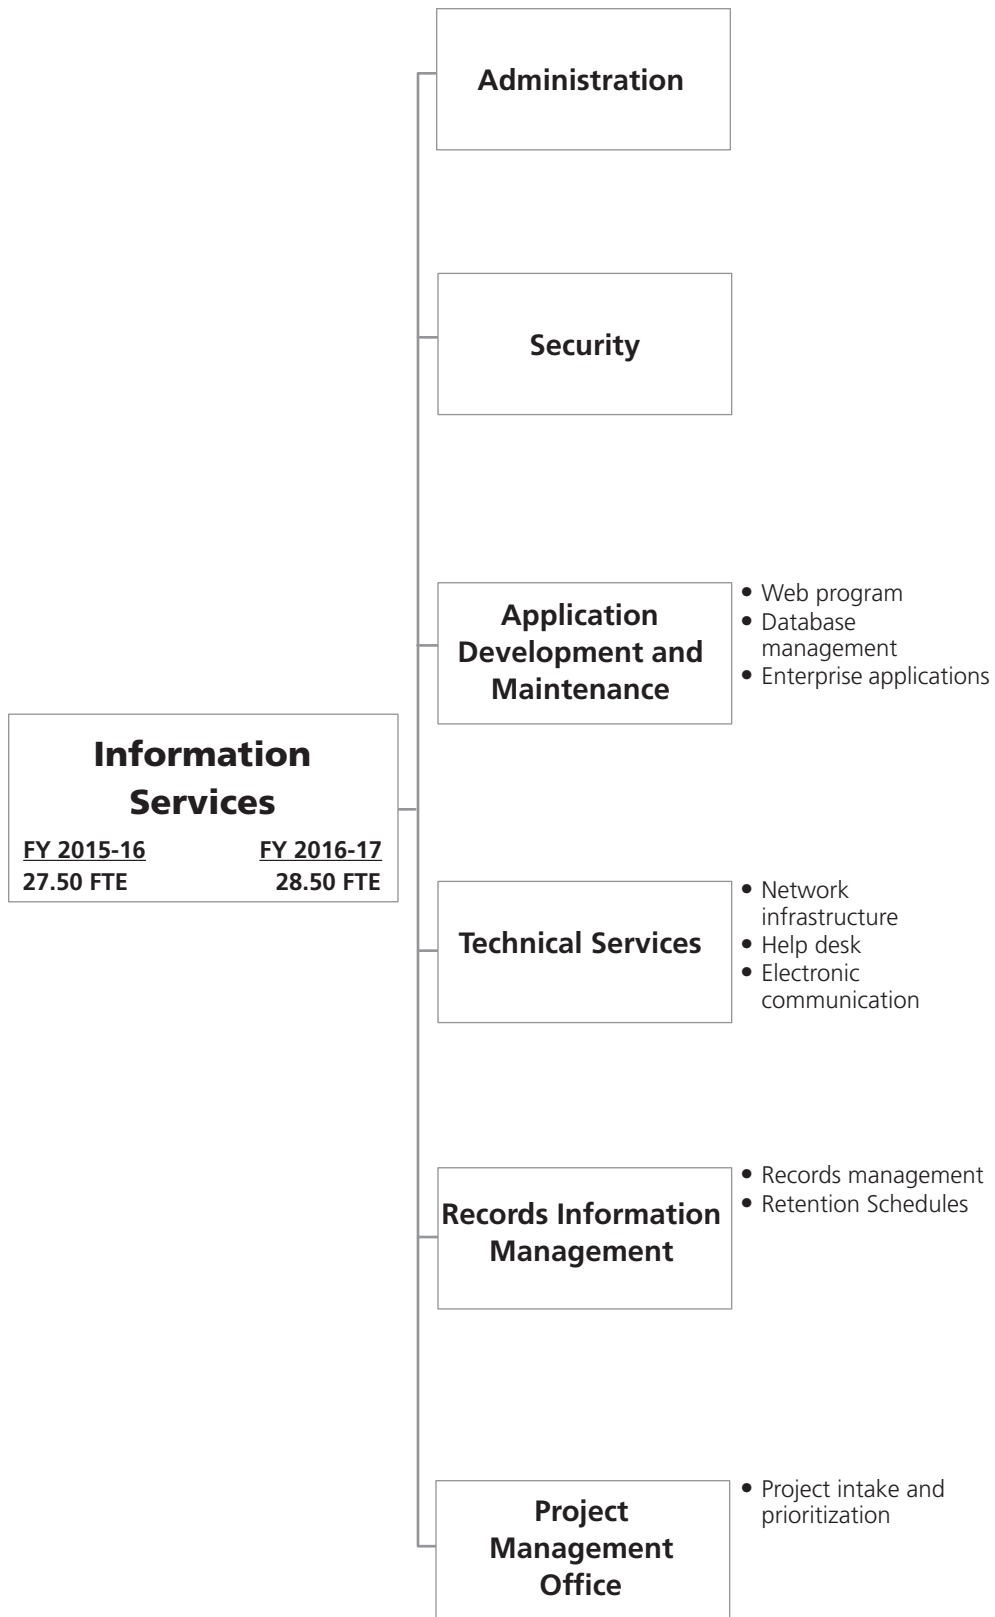 Administration
Security
Application
Development and
Maintenance
• Web program
• Database
management
• Enterprise applications
Information
Services
FY 2015-16 FY 2016-17
27.50 FTE 28.50 FTE
Technical Services
• Network
infrastructure
• Help desk
• Electronic
communication
Records Information
Management
• Records management
• Retention Schedules
Project
Management
Office
• Project intake and
prioritization